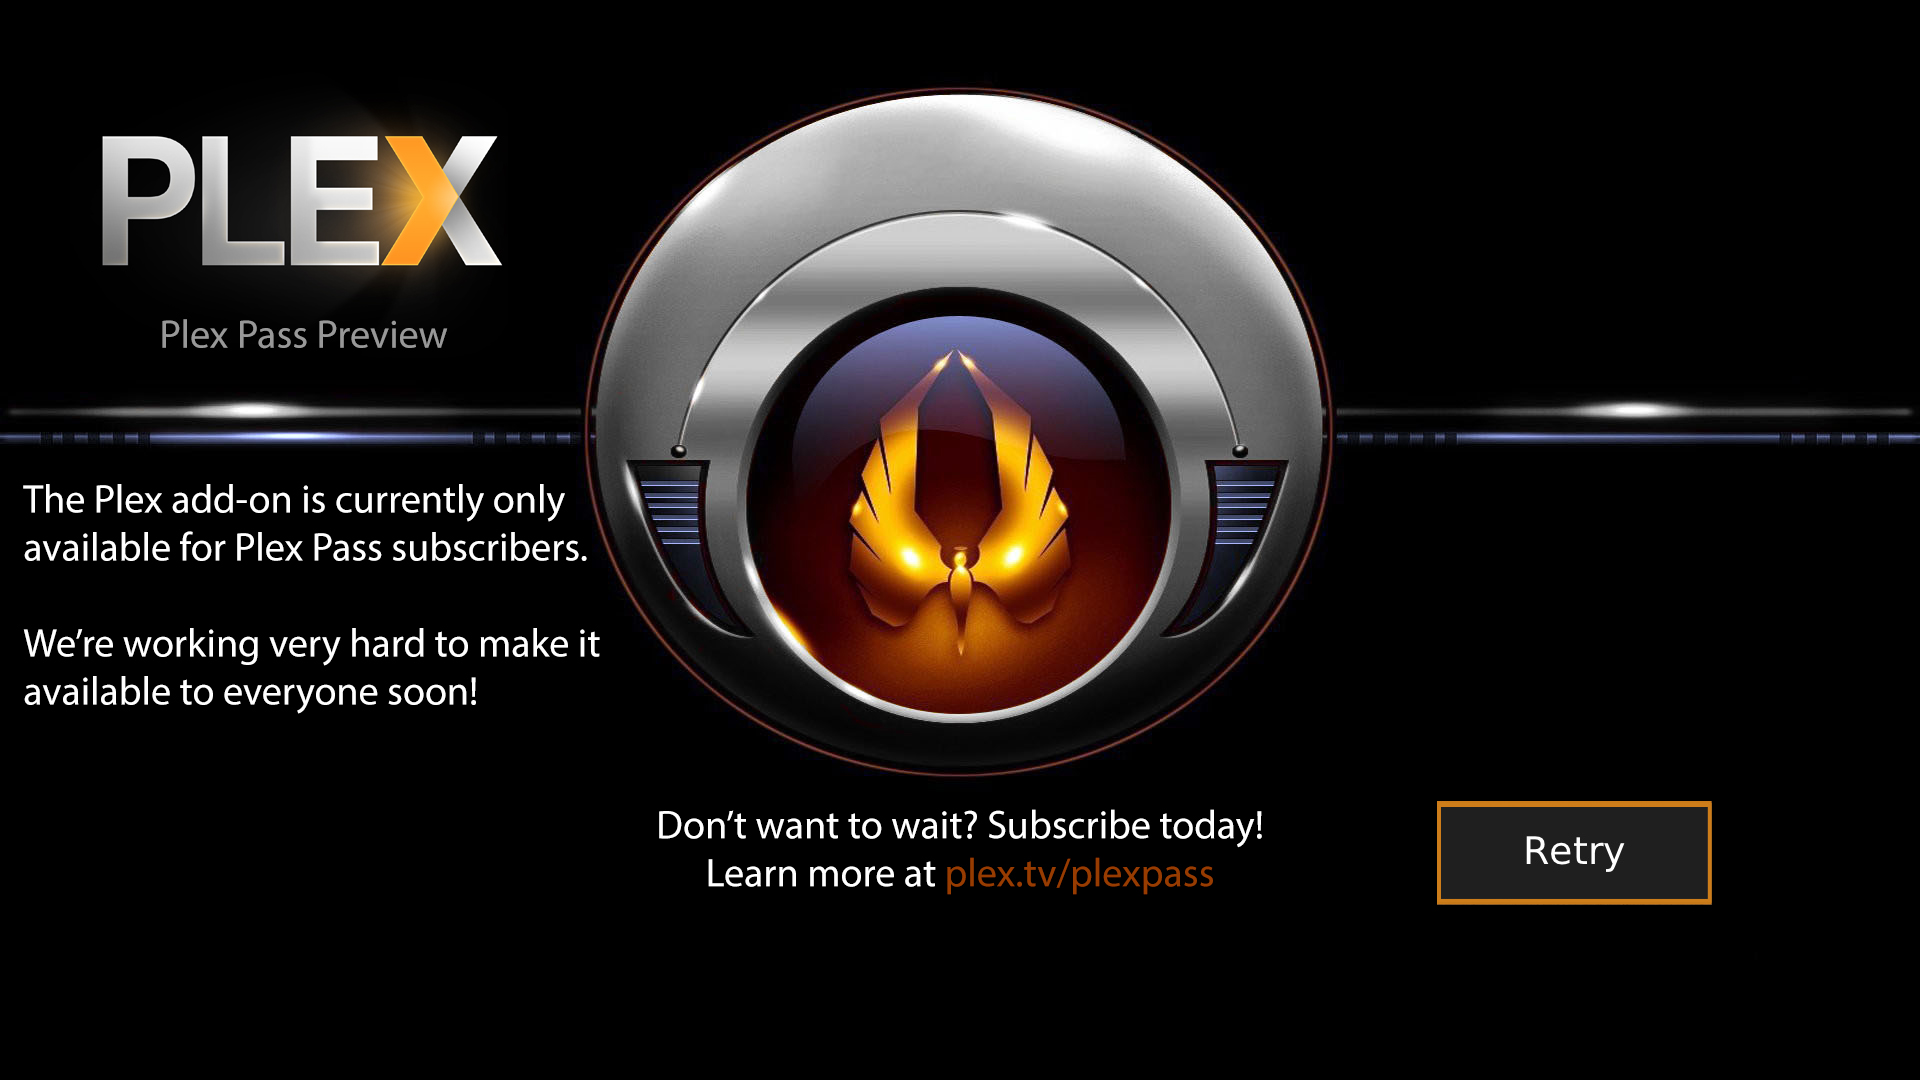 PLEX
Plex Pass Preview
The Plex add-on is currently only
available for Plex Pass subscribers.
We’re working very hard to make it
available to everyone soon!
Don’t want to wait? Subscribe today!
Learn more at plex.tv/plexpass
Retry